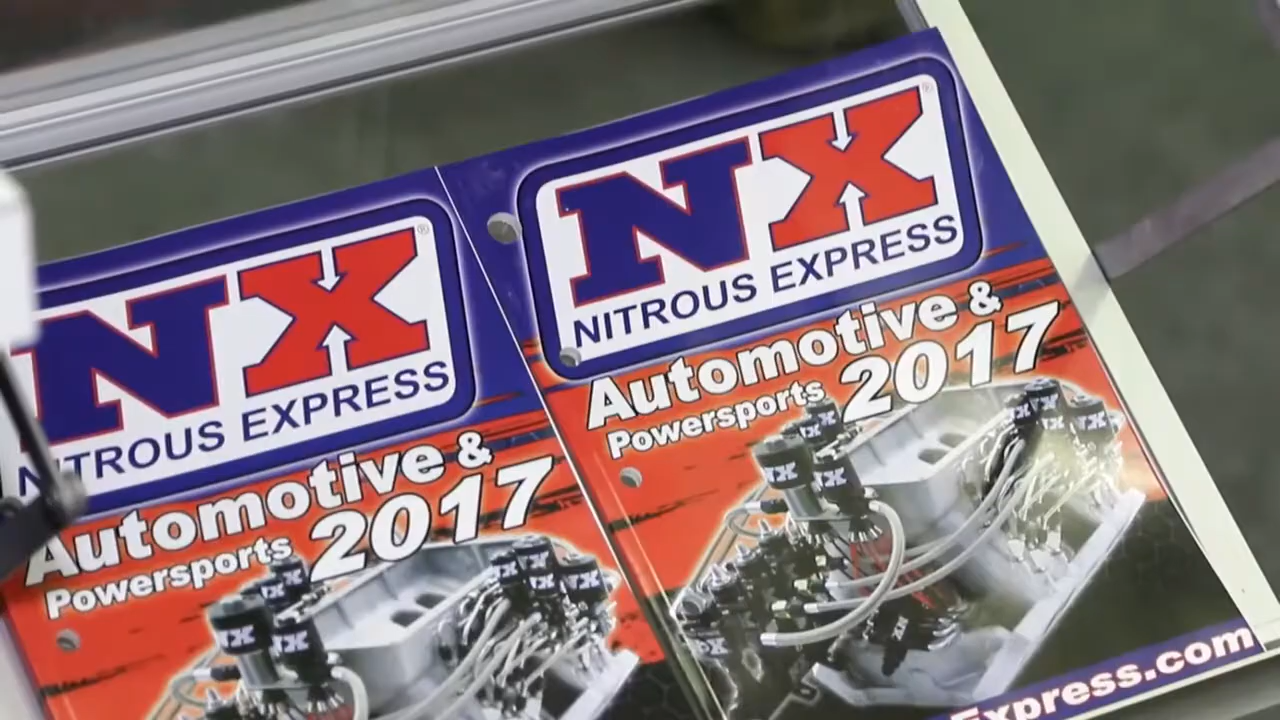 NX
NITROUS EXPRESS
Automotive &
Powersports 2017
NX
NITROUS EXPRESS
Automotive &
Powersports 2017
Express.com